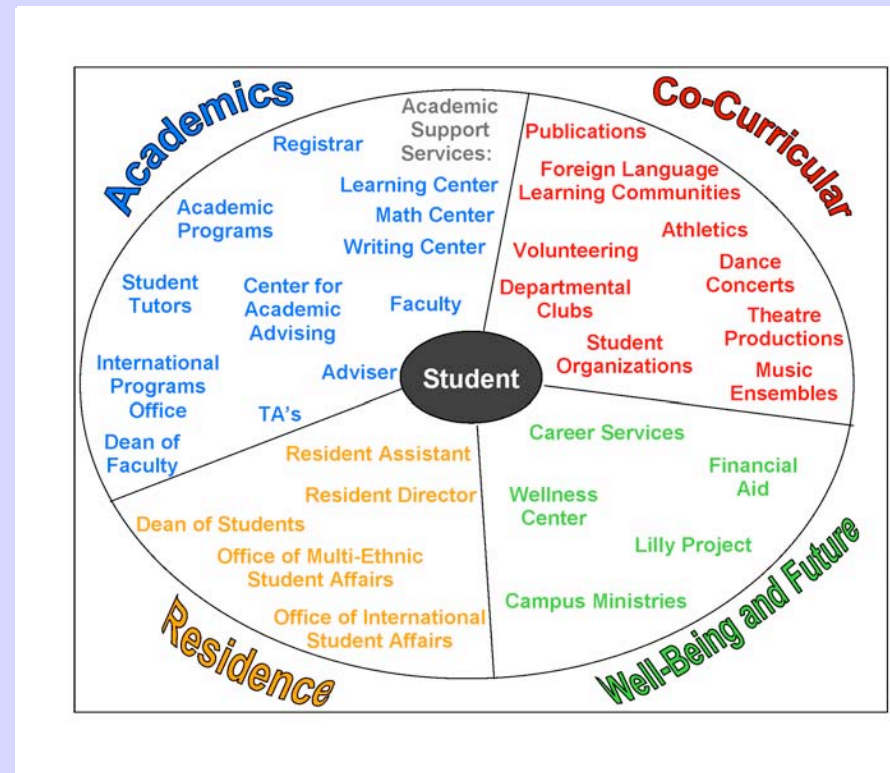 Academics
Academic
Support
Services:
Registrar
Learning Center
Math Center
Writing Center
Academic
Programs
Student
Tutors
Center for
Academic
Advising
Faculty
International
Programs
Office
Adviser
TA's
Dean of
Faculty
Co-Curricular
Publications
Foreign Language
Learning Communities
Athletics
Volunteering
Dance
Concerts
Departmental
Clubs
Theatre
Productions
Student
Organizations
Music
Ensembles
Student
Resident Assistant
Resident Director
Dean of Students
Office of Multi-Ethnic
Student Affairs
Office of International
Student Affairs
Residence
Career Services
Financial
Aid
Wellness
Center
Lilly Project
Campus Ministries
Well-Being and Future